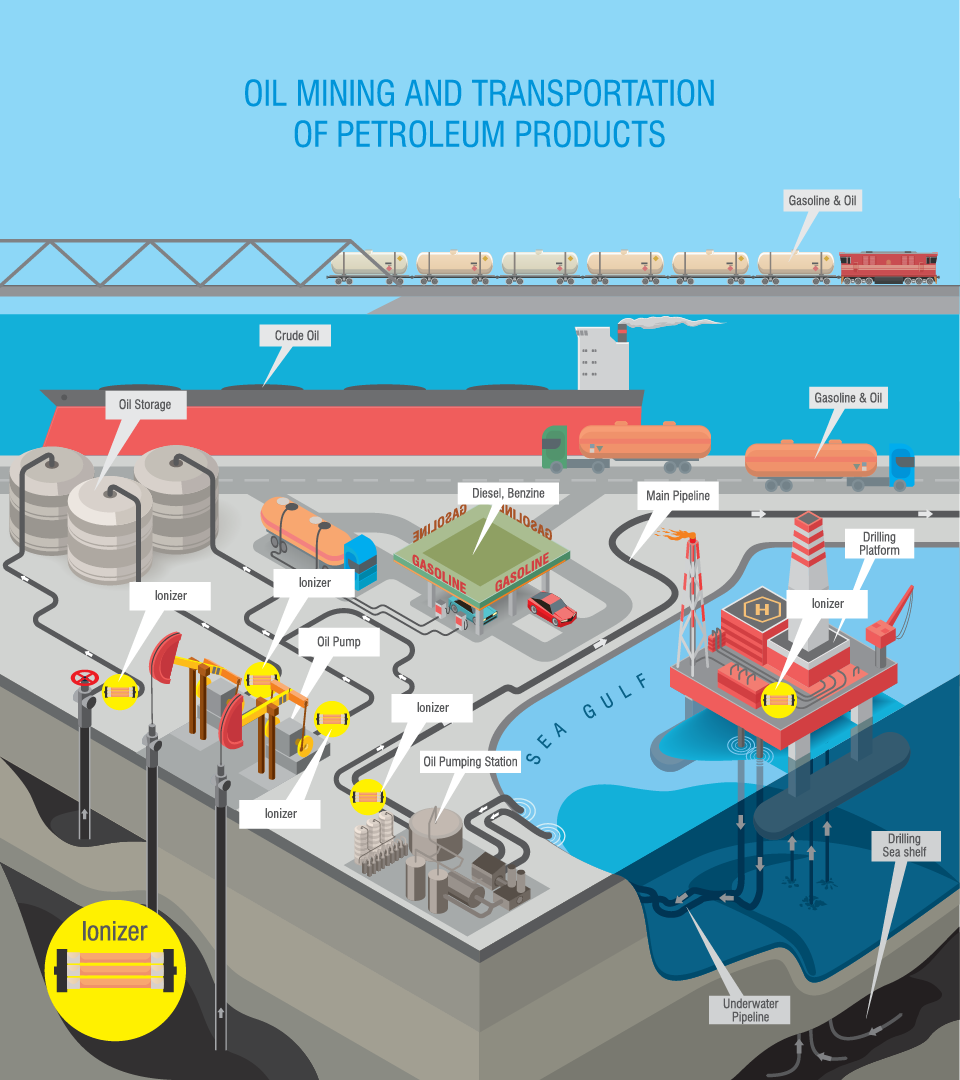 OIL MINING AND TRANSPORTATION
OF PETROLEUM PRODUCTS
Gasoline & Oil
Crude Oil
Oil Storage
Gasoline & Oil
Diesel, Benzine
Main Pipeline
GASOLINE
GASOLINE
GASOLINE
GASOLINE
Drilling
Platform
Ionizer
Ionizer
Ionizer
H
Oil Pump
SEA GULF
Ionizer
Oil Pumping Station
Ionizer
Drilling
Sea shelf
Ionizer
Underwater
Pipeline